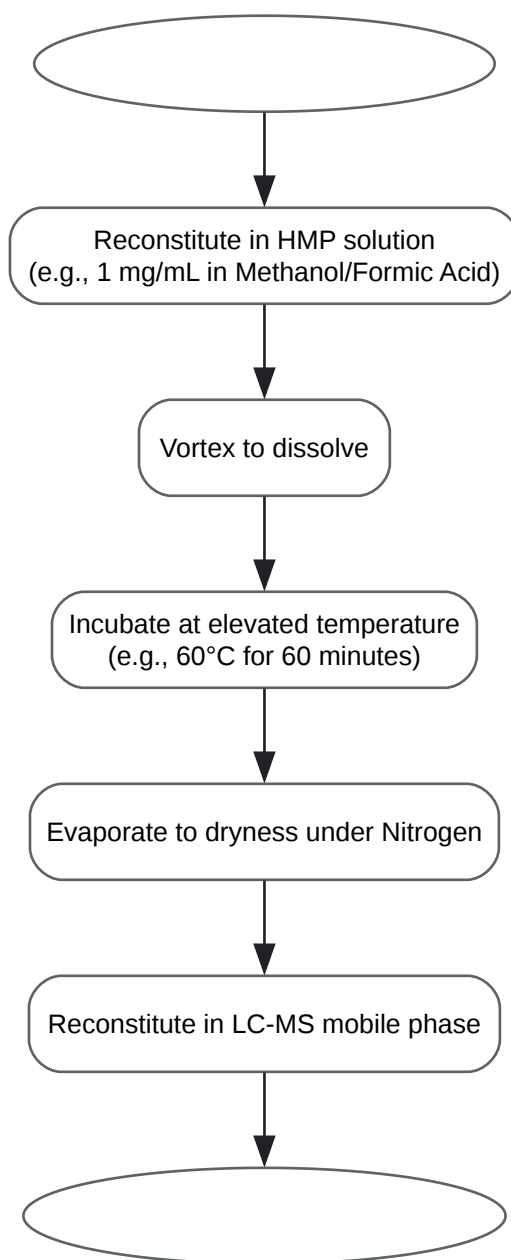 Reconstitute in HMP solution
(e.g., 1 mg/mL in Methanol/Formic Acid)
Vortex to dissolve
Incubate at elevated temperature
(e.g., 60°C for 60 minutes)
Evaporate to dryness under Nitrogen
Reconstitute in LC-MS mobile phase